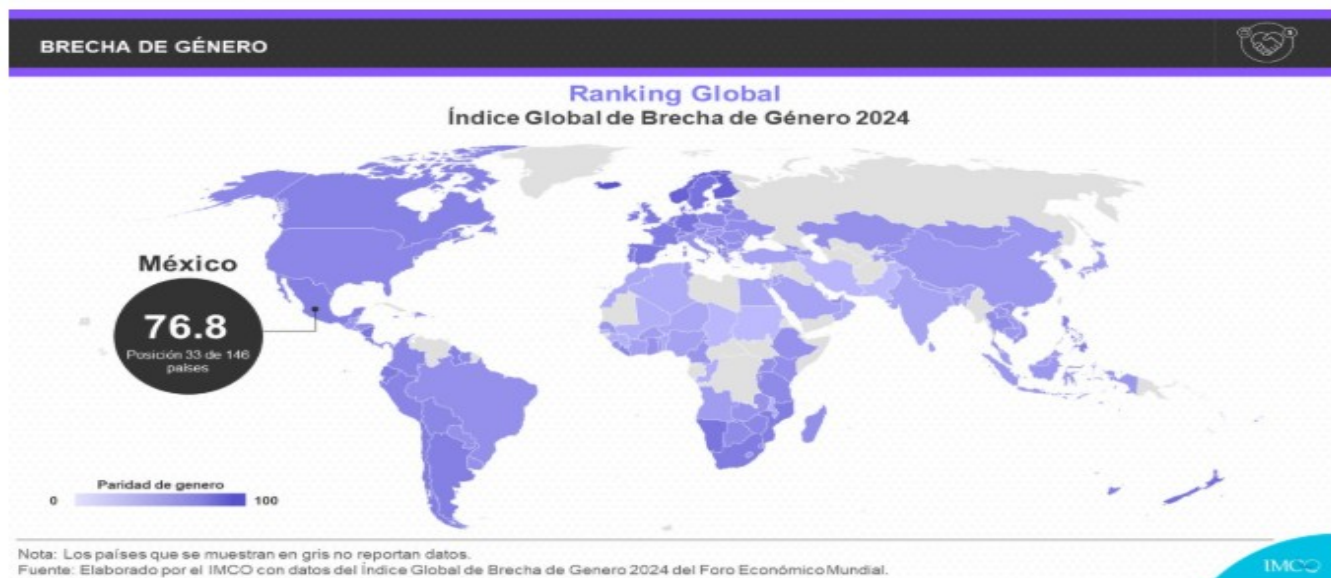 BRECHA DE GÉNERO
Ranking Global
Índice Global de Brecha de Género 2024
México
76.8
Posición 33 de 146
países
Paridad de genero
0 100
Nota: Los países que se muestran en gris no reportan datos.
Fuente: Elaborado por el IMCO con datos del Índice Global de Brecha de Genero 2024 del Foro Económico Mundial.
IMCO